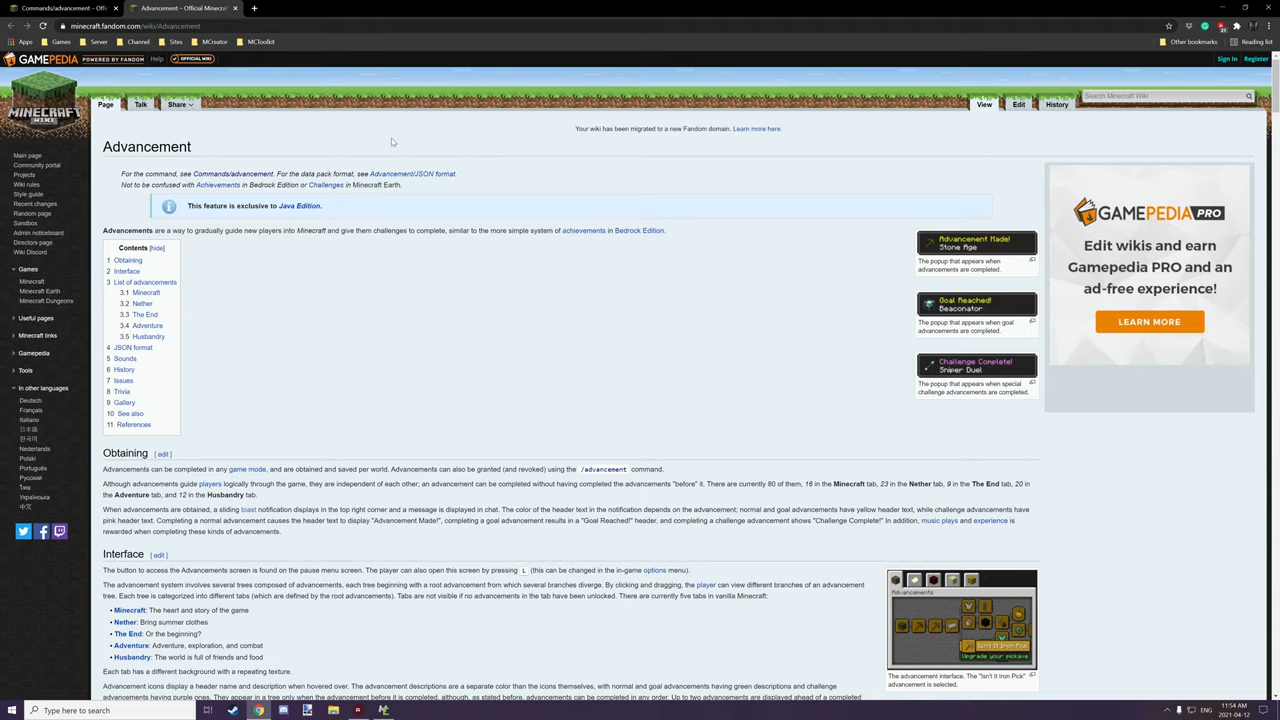 Commands/advancement – Offi
Advancement – Official Minecraf
minecraft.fandom.com/wiki/Advancement
Apps
Games
Server
Channel
Sites
MCreator
MCToolkit
Other bookmarks
Reading list
GAMEPEDIA POWERED BY FANDOM
Help
OFFICIAL WIKI
Sign In
Register
MINECRAFT
WIKI
Page
Talk
Share
View
Edit
History
Search Minecraft Wiki
Your wiki has been migrated to a new Fandom domain. Learn more here.
Main page
Community portal
Projects
Wiki rules
Style guide
Recent changes
Random page
Sandbox
Admin noticeboard
Directors page
Wiki Discord
Games
Minecraft
Minecraft Earth
Minecraft Dungeons
Useful pages
Minecraft links
Gamepedia
Tools
In other languages
Deutsch
Français
Italiano
日本語
한국어
Nederlands
Polski
Português
Русский
ไทย
Українська
中文
Advancement
For the command, see Commands/advancement. For the data pack format, see Advancement/JSON format.
Not to be confused with Achievements in Bedrock Edition or Challenges in Minecraft Earth.
This feature is exclusive to Java Edition.
Advancements are a way to gradually guide new players into Minecraft and give them challenges to complete, similar to the more simple system of achievements in Bedrock Edition.
Contents [hide]
1 Obtaining
2 Interface
3 List of advancements
3.1 Minecraft
3.2 Nether
3.3 The End
3.4 Adventure
3.5 Husbandry
4 JSON format
5 Sounds
6 History
7 Issues
8 Trivia
9 Gallery
10 See also
11 References
Advancement Made!
Stone Age
The popup that appears when
advancements are completed.
Goal Reached!
Beaconator
The popup that appears when goal
advancements are completed.
Challenge Complete!
Sniper Duel
The popup that appears when special
challenge advancements are completed.
GAMEPEDIA PRO
Edit wikis and earn
Gamepedia PRO and an
ad-free experience!
LEARN MORE
Obtaining [ edit ]
Advancements can be completed in any game mode, and are obtained and saved per world. Advancements can also be granted (and revoked) using the /advancement command.
Although advancements guide players logically through the game, they are independent of each other; an advancement can be completed without having completed the advancements "before" it. There are currently 80 of them, 16 in the Minecraft tab, 23 in the Nether tab, 9 in the The End tab, 20 in
the Adventure tab, and 12 in the Husbandry tab.
When advancements are obtained, a sliding toast notification displays in the top right corner and a message is displayed in chat. The color of the header text in the notification depends on the advancement; normal and goal advancements have yellow header text, while challenge advancements have
pink header text. Completing a normal advancement causes the header text to display "Advancement Made!", completing a goal advancement results in a "Goal Reached!" header, and completing a challenge advancement shows "Challenge Complete!" In addition, music plays and experience is
rewarded when completing these kinds of advancements.
Interface [ edit ]
The button to access the Advancements screen is found on the pause menu screen. The player can also open this screen by pressing L (this can be changed in the in-game options menu).
The advancement system involves several trees composed of advancements, each tree beginning with a root advancement from which several branches diverge. By clicking and dragging, the player can view different branches of an advancement
tree. Each tree is categorized into different tabs (which are defined by the root advancements). Tabs are not visible if no advancements in the tab have been unlocked. There are currently five tabs in vanilla Minecraft:
• Minecraft: The heart and story of the game
• Nether: Bring summer clothes
• The End: Or the beginning?
• Adventure: Adventure, exploration, and combat
• Husbandry: The world is full of friends and food
Each tab has a different background with a repeating texture.
Advancement icons display a header name and description when hovered over. The advancement descriptions are a separate color than the icons themselves, with normal and goal advancements having green descriptions and challenge
advancements having purple ones. They appear in a tree only when the advancement before it is completed, although, as stated before, advancements can be completed in any order. Up to two advancements are displayed ahead of a completed
Advancements
Isn't It Iron Pick
Upgrade your pickaxe
The advancement interface. The "Isn't It Iron Pick"
advancement is selected.
Type here to search
ENG
11:54 AM
2021-04-12